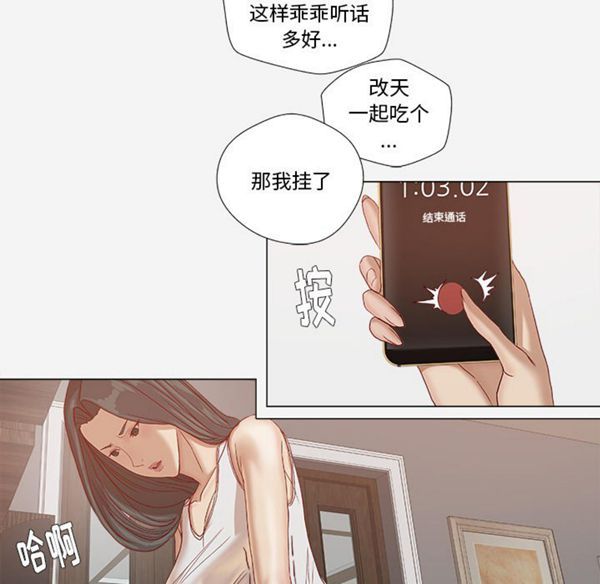 这样乖乖听话
多好...
改天
一起吃个
...
那我挂了
1:03.02
结束通话
按
哈啊